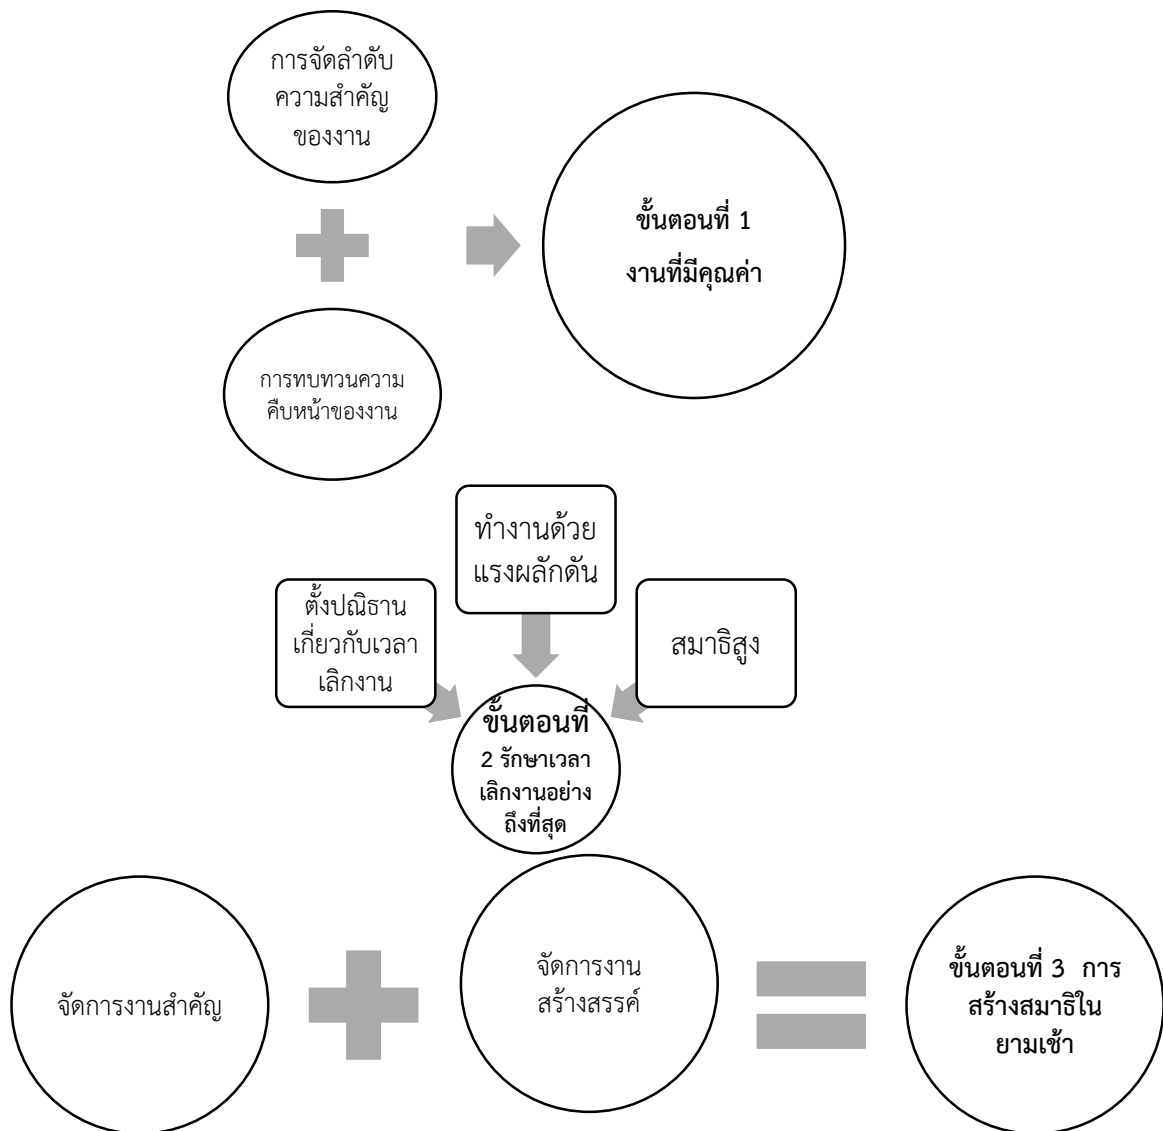 การจัดลำดับ
ความสำคัญ
ของงาน
ขั้นตอนที่ 1
งานที่มีคุณค่า
การทบทวนความ
คืบหน้าของงาน
ทำงานด้วย
แรงผลักดัน
ตั้งปณิธาน
เกี่ยวกับเวลา
เลิกงาน
สมาธิสูง
ขั้นตอนที่
2 รักษาเวลา
เลิกงานอย่าง
ถึงที่สุด
จัดการงานสำคัญ
จัดการงาน
สร้างสรรค์
ขั้นตอนที่ 3 การ
สร้างสมาธิใน
ยามเช้า